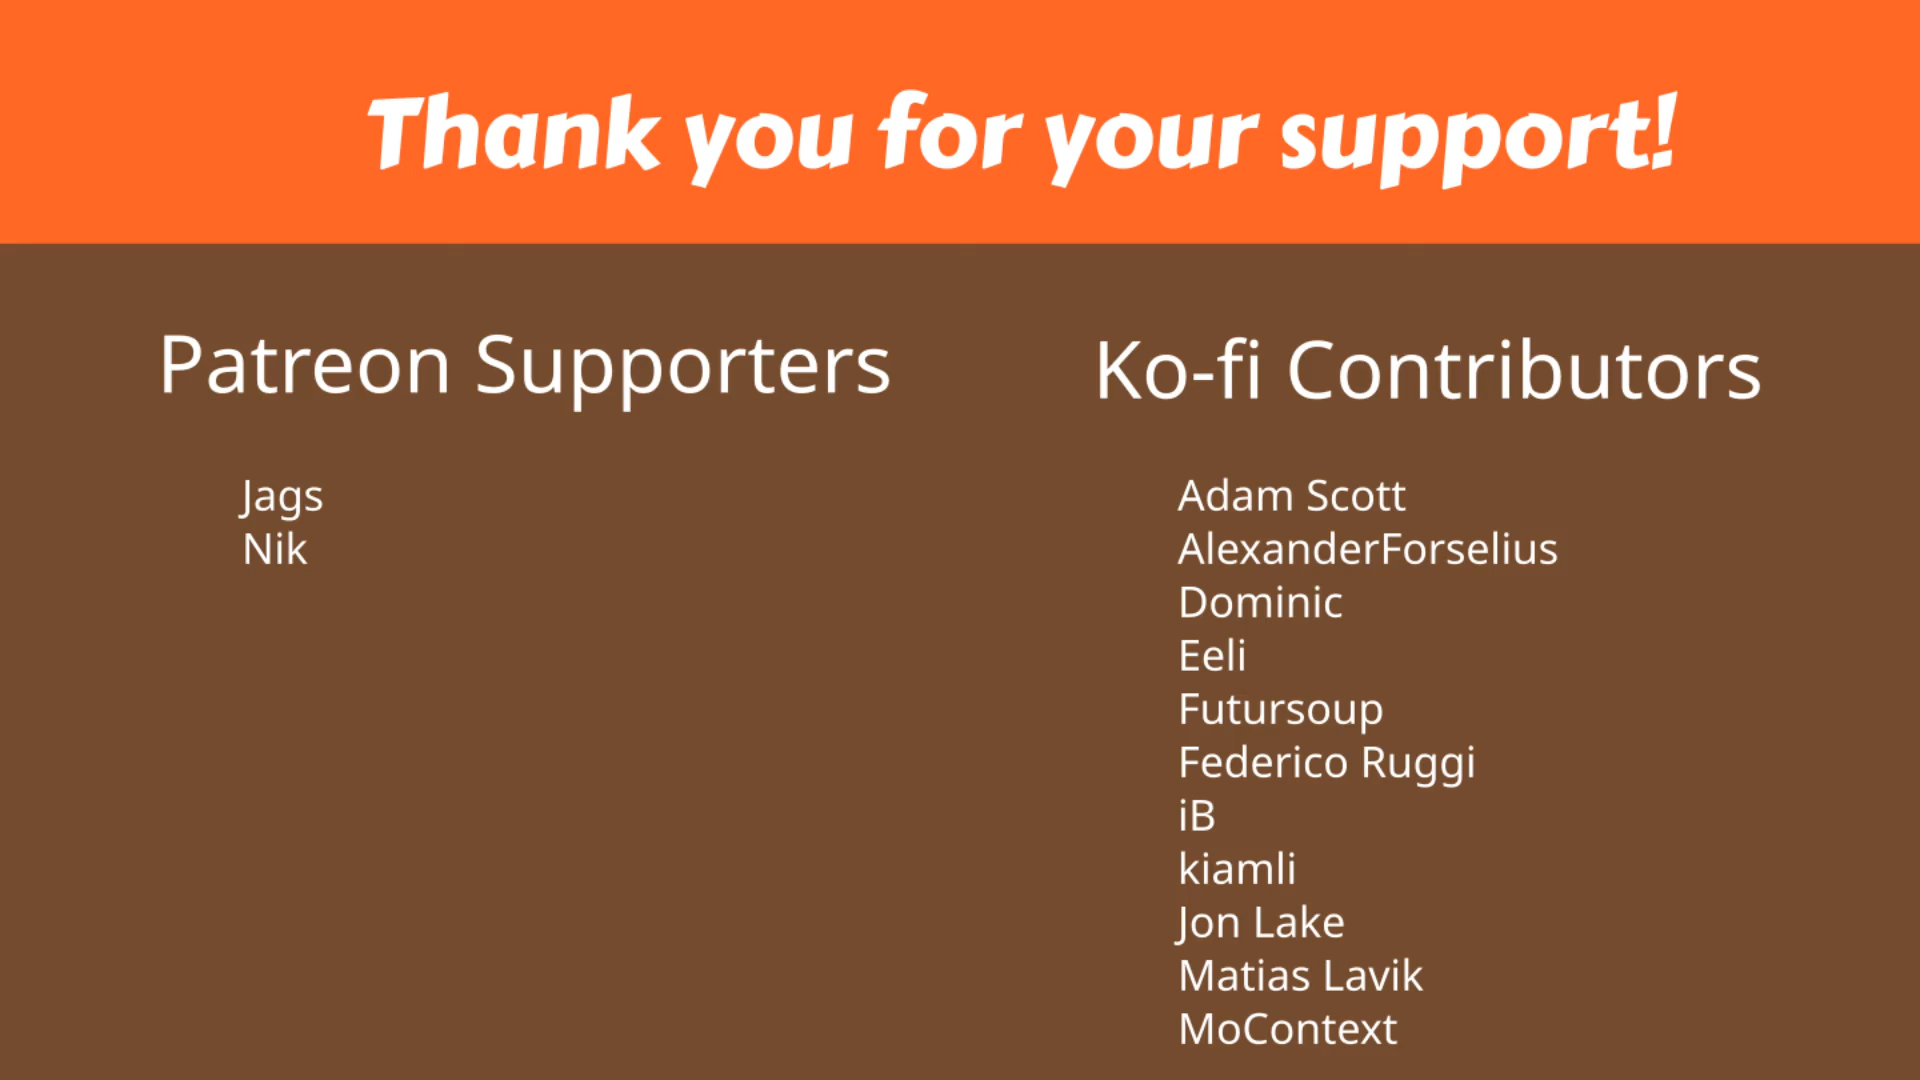 Thank you for your support!
Patreon Supporters
Jags
Nik
Ko-fi Contributors
Adam Scott
AlexanderForselius
Dominic
Eeli
Futursoup
Federico Ruggi
iB
kiamli
Jon Lake
Matias Lavik
MoContext